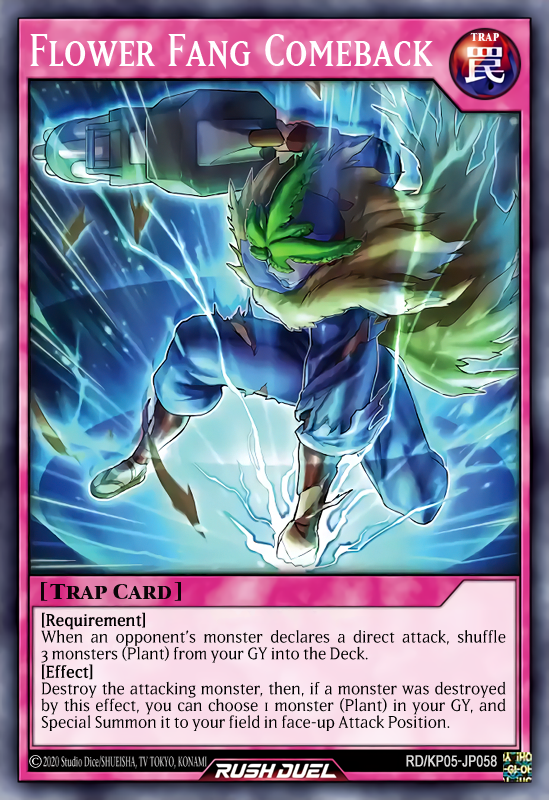 Flower Fang Comeback
TRAP
罠
[Trap Card]
[Requirement]
When an opponent's monster declares a direct attack, shuffle
3 monsters (Plant) from your GY into the Deck.
[Effect]
Destroy the attacking monster, then, if a monster was destroyed
by this effect, you can choose 1 monster (Plant) in your GY, and
Special Summon it to your field in face-up Attack Position.
©2020 Studio Dice/SHUEISHA, TV TOKYO, KONAMI
RUSH DUEL
RD/KP05-JP058